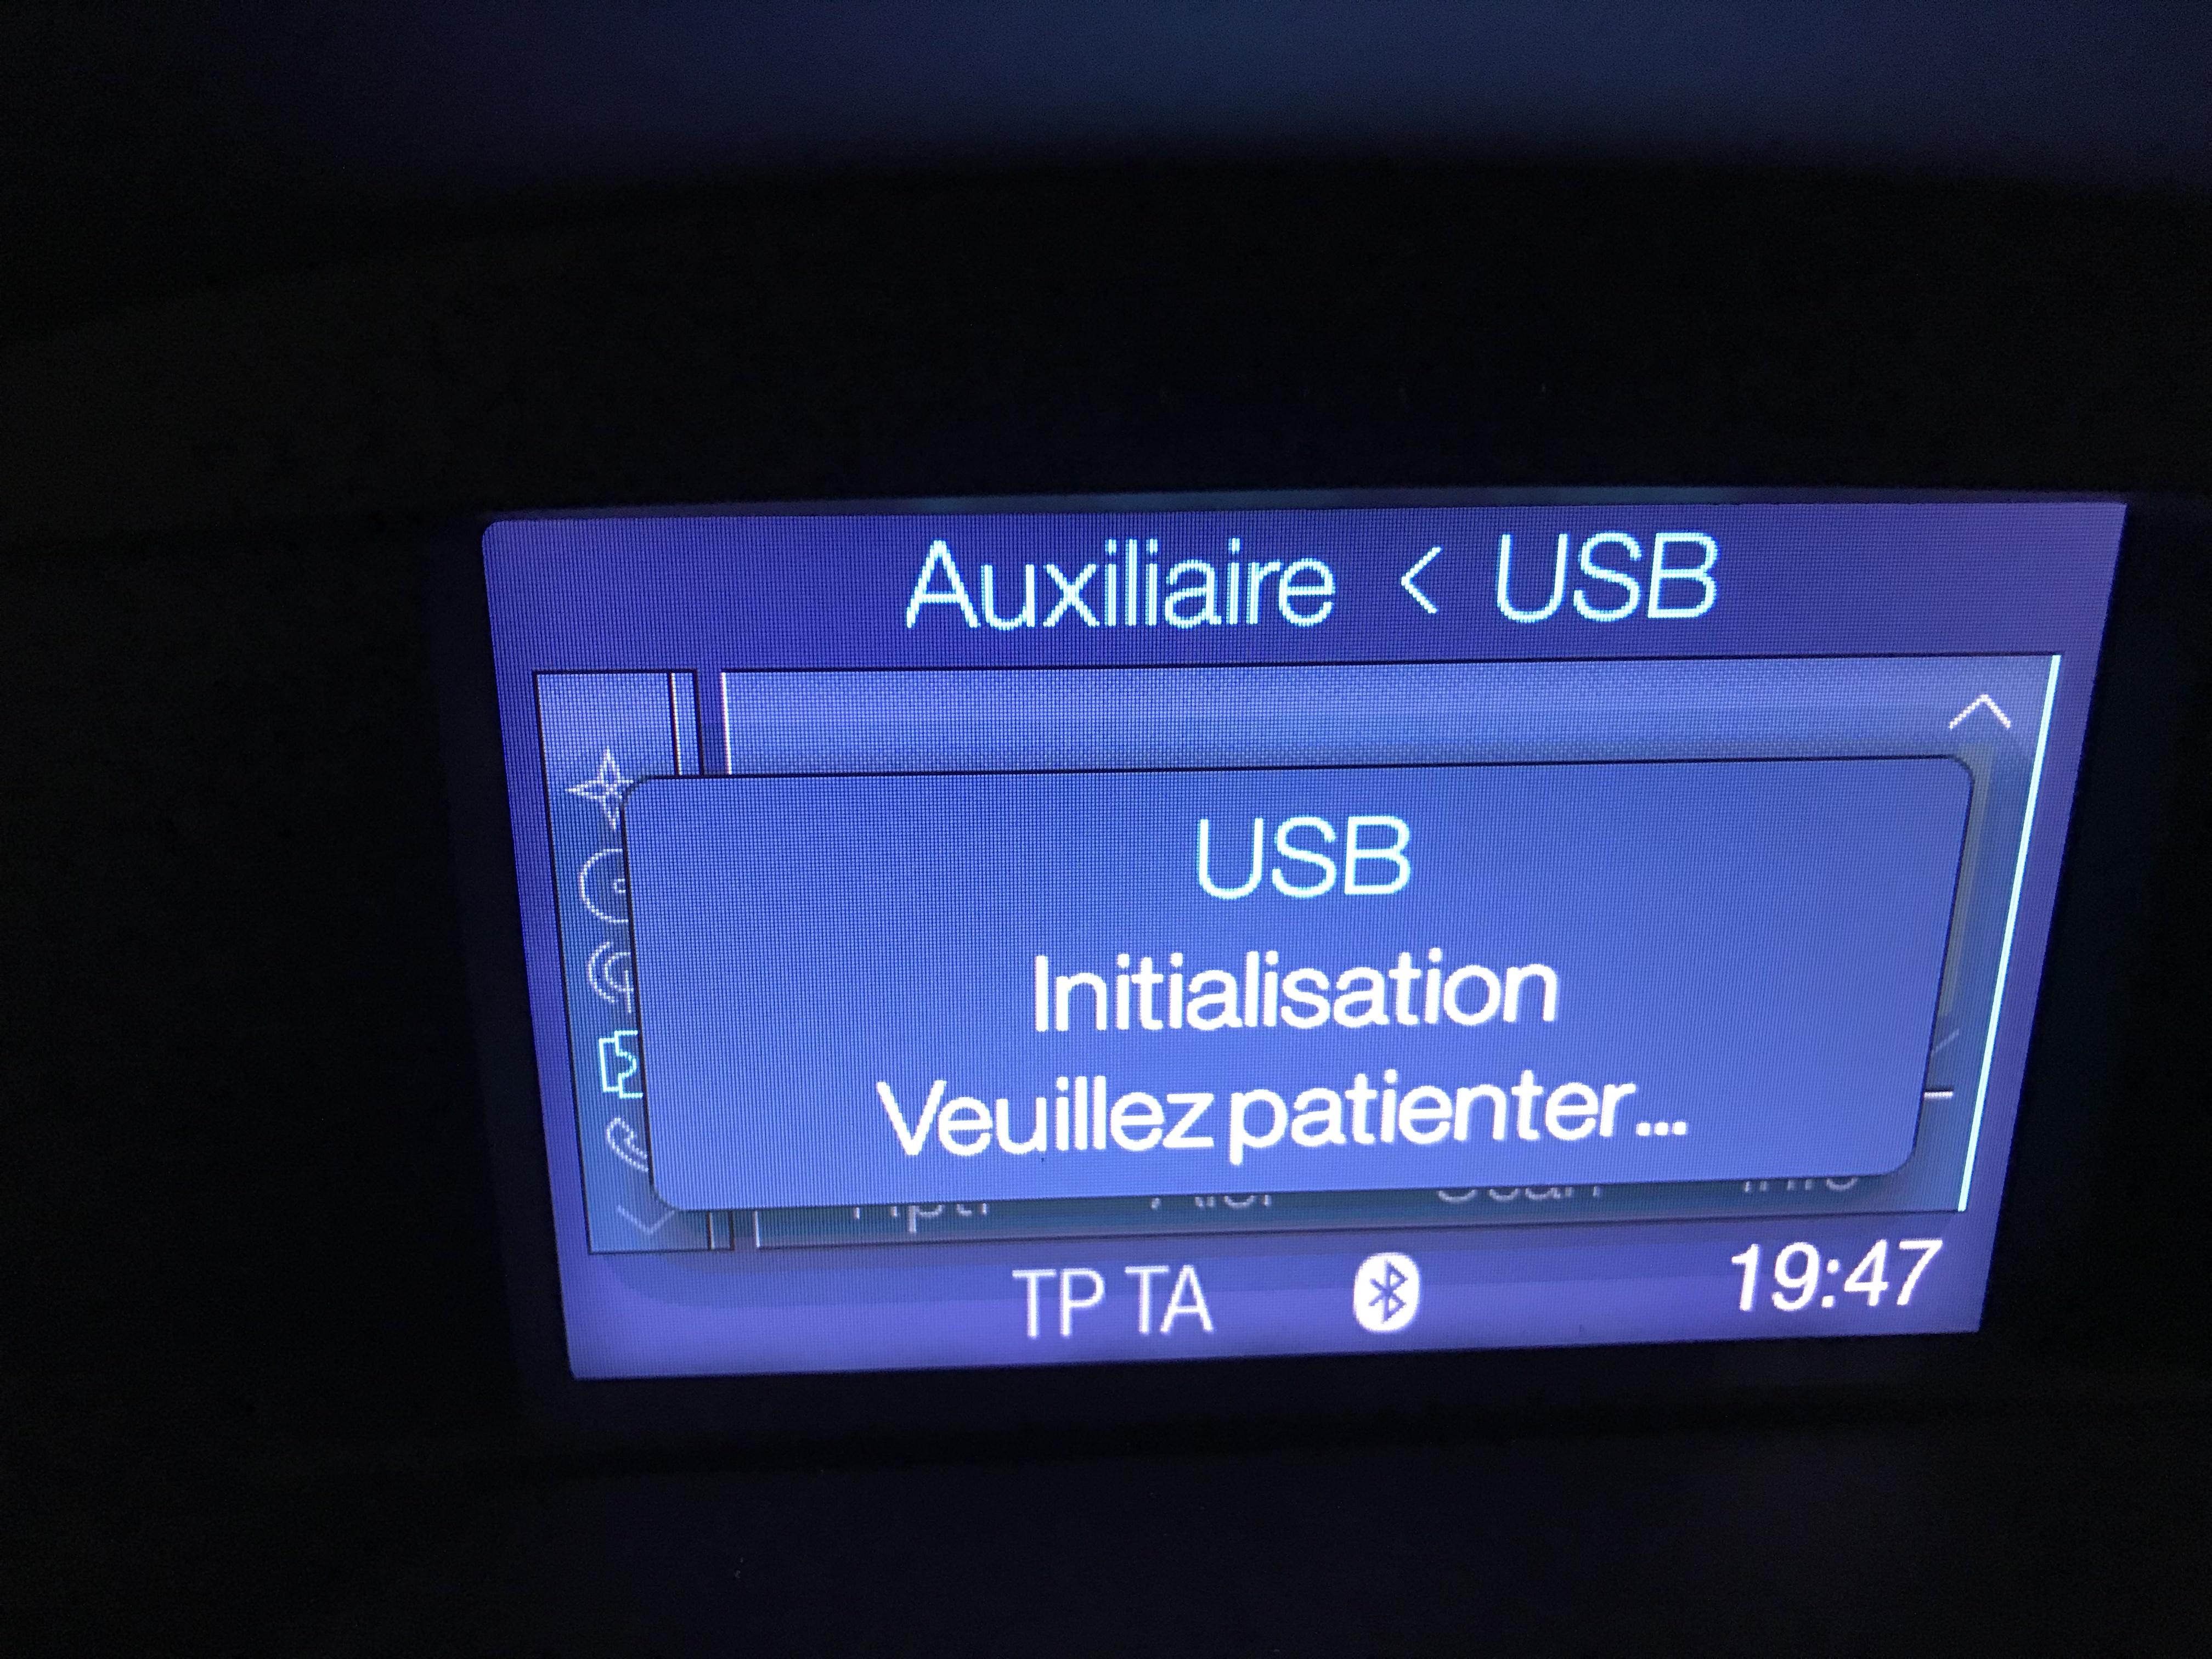 Auxiliaire < USB
USB
Initialisation
Veuillez patienter...
TP TA
19:47